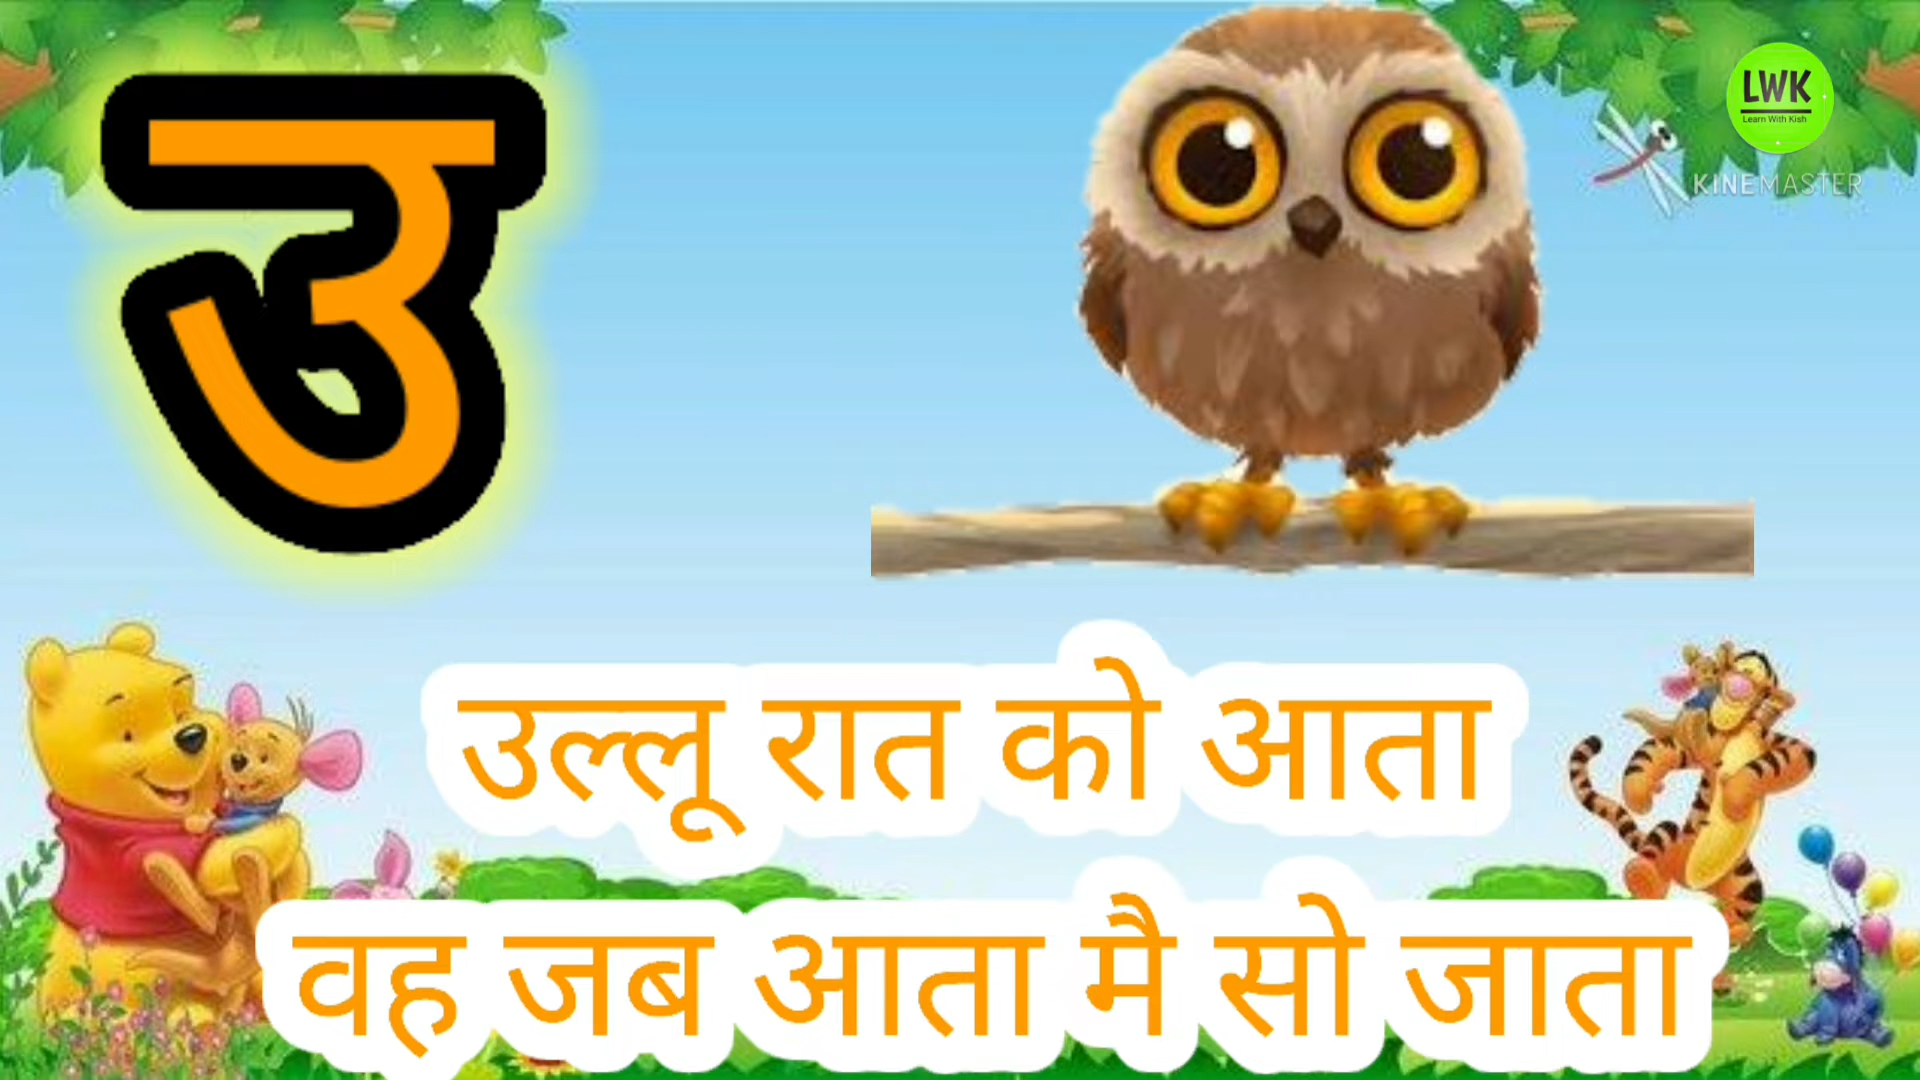 उ
LWK
Learn With Kish
KINEMASTER
उल्लू रात को आता
वह जब आता मै सो जाता